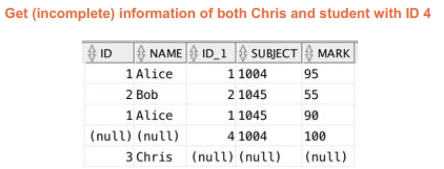 Get (incomplete) information of both Chris and student with ID 4
ID NAME ID_1 SUBJECT MARK
1 Alice 1 1004 95
2 Bob 2 1045 55
1 Alice 1 1045 90
(null) (null) 4 1004 100
3 Chris (null) (null) (null)